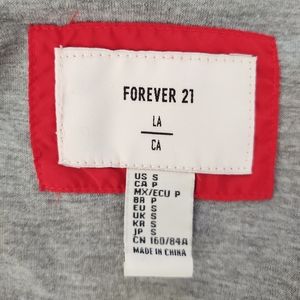 FOREVER 21
LA
CA
US S
CA P
MX/ECU P
BR P
EU S
UK S
KR S
JP S
CN 160/84A
MADE IN CHINA